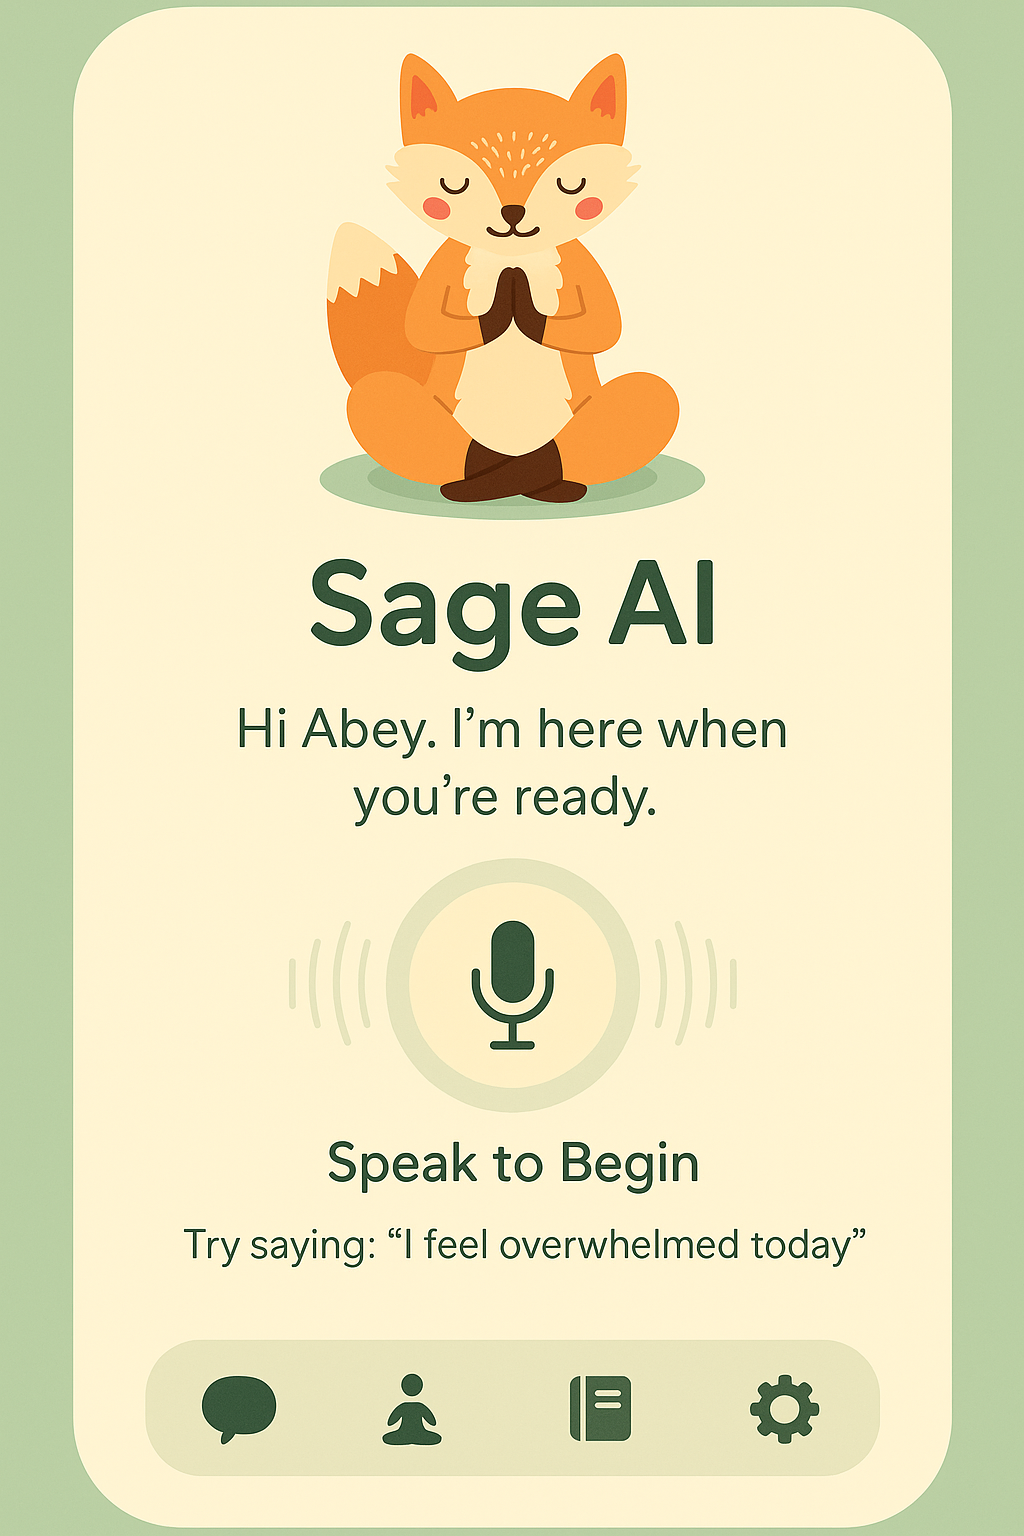 Sage AI
Hi Abey. I’m here when
you’re ready.
Speak to Begin
Try saying: “I feel overwhelmed today”